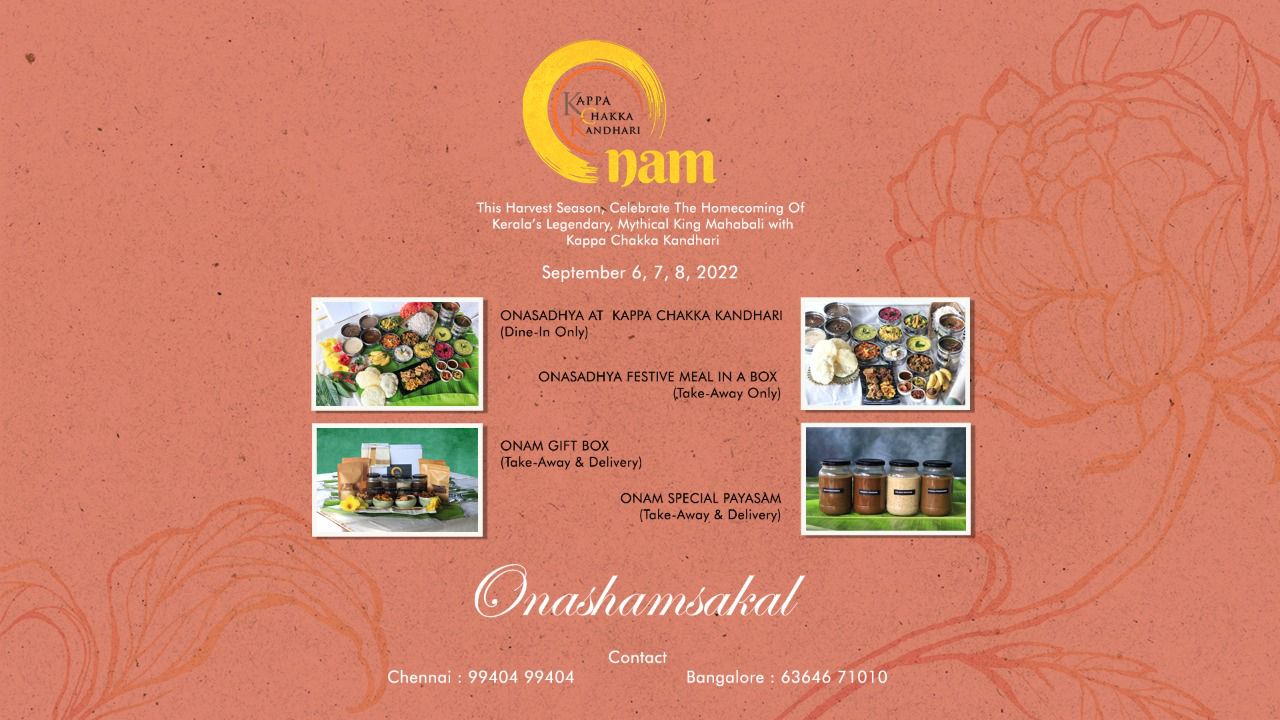 KAPPA
CHAKKA
KANDHARI
Onam
This Harvest Season, Celebrate The Homecoming Of
Kerala's Legendary, Mythical King Mahabali with
Kappa Chakka Kandhari
September 6, 7, 8, 2022
ONASADHYA AT KAPPA CHAKKA KANDHARI
(Dine-In Only)
ONASADHYA FESTIVE MEAL IN A BOX
(Take-Away Only)
ONAM GIFT BOX
(Take-Away & Delivery)
ONAM SPECIAL PAYASAM
(Take-Away & Delivery)
Onashamsakal
Contact
Chennai : 99404 99404
Bangalore : 63646 71010